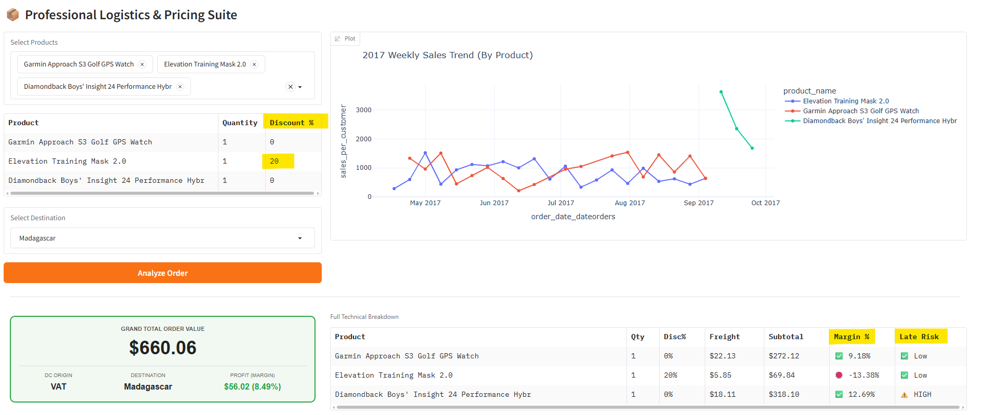 Professional Logistics & Pricing Suite
Select Products
Garmin Approach S3 Golf GPS Watch
Elevation Training Mask 2.0
Diamondback Boys' Insight 24 Performance Hybr
Product Quantity Discount %
Garmin Approach S3 Golf GPS Watch 1 0
Elevation Training Mask 2.0 1 20
Diamondback Boys' Insight 24 Performance Hybr 1 0
Select Destination
Madagascar
Analyze Order
Plot
2017 Weekly Sales Trend (By Product)
sales_per_customer
3000
2000
1000
0
May 2017 Jun 2017 Jul 2017 Aug 2017 Sep 2017 Oct 2017
order_date_dateorders
product_name
Elevation Training Mask 2.0
Garmin Approach S3 Golf GPS Watch
Diamondback Boys' Insight 24 Performance Hybr
GRAND TOTAL ORDER VALUE
$660.06
DC ORIGIN DESTINATION PROFIT (MARGIN)
VAT Madagascar $56.02 (8.49%)
Full Technical Breakdown
Product Qty Disc% Freight Subtotal Margin % Late Risk
Garmin Approach S3 Golf GPS Watch 1 0% $22.13 $272.12 9.18% Low
Elevation Training Mask 2.0 1 20% $5.85 $69.84 -13.38% Low
Diamondback Boys' Insight 24 Performance Hybr 1 0% $18.11 $318.10 12.69% HIGH